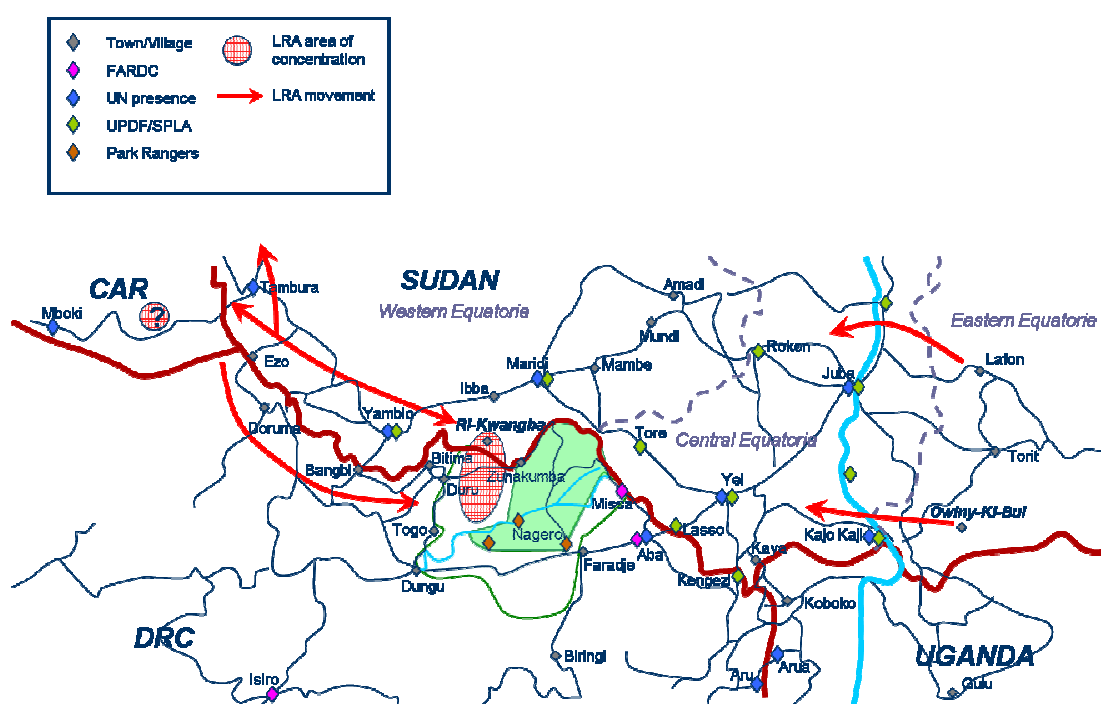 Town/Village
FARDC
UN presence
UPDF/SPLA
Park Rangers
LRA area of
concentration
LRA movement
CAR
SUDAN
Western Equatoria
Eastern Equatoria
Central Equatoria
Mboki
?
Tambura
Ezo
Doruma
Yambio
Bangbi
Bitima
Duru
Ri-Kwangba
Ibba
Maridi
Mambe
Mundi
Amadi
Roken
Juba
Lafon
Torit
Owiny-Ki-Bul
Kajo Kaji
Tore
Yei
Lasso
Missa
Aba
Nagero
Togo
Dungu
Faradje
Kengezi
Kaya
Koboko
Biringi
Aru
Arua
Gulu
Isiro
DRC
UGANDA